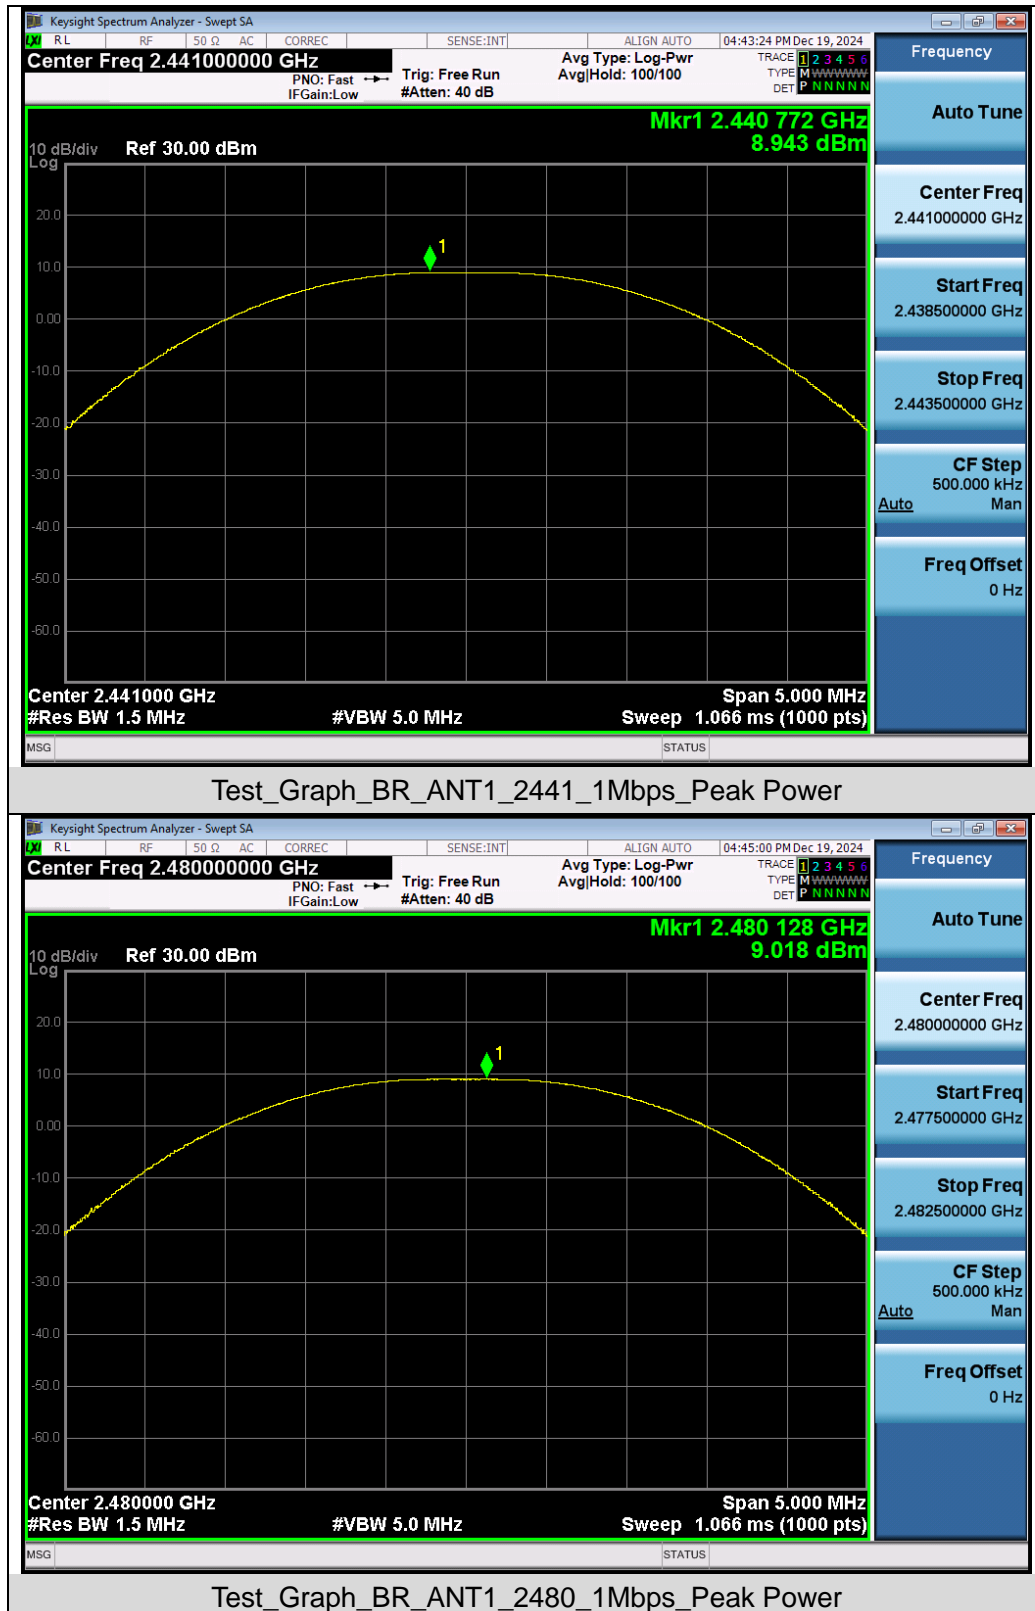 Keysight Spectrum Analyzer - Swept SA
LXI RL RF 50 Ω AC CORREC SENSE:INT ALIGN AUTO 04:43:24 PM Dec 19, 2024
Center Freq 2.441000000 GHz
PNO: Fast
IFGain:Low
Trig: Free Run
#Atten: 40 dB
Avg Type: Log-Pwr
Avg|Hold: 100/100
TRACE 1 2 3 4 5 6
TYPE M WWWWW
DET P N N N N N
Mkr1 2.440 772 GHz
8.943 dBm
10 dB/div Ref 30.00 dBm
Log
20.0
10.0
0.00
-10.0
-20.0
-30.0
-40.0
-50.0
-60.0
1
Center 2.441000 GHz Span 5.000 MHz
#Res BW 1.5 MHz #VBW 5.0 MHz Sweep 1.066 ms (1000 pts)
MSG STATUS
Frequency
Auto Tune
Center Freq
2.441000000 GHz
Start Freq
2.438500000 GHz
Stop Freq
2.443500000 GHz
CF Step
500.000 kHz
Auto Man
Freq Offset
0 Hz
Test_Graph_BR_ANT1_2441_1Mbps_Peak Power
Keysight Spectrum Analyzer - Swept SA
LXI RL RF 50 Ω AC CORREC SENSE:INT ALIGN AUTO 04:45:00 PM Dec 19, 2024
Center Freq 2.480000000 GHz
PNO: Fast
IFGain:Low
Trig: Free Run
#Atten: 40 dB
Avg Type: Log-Pwr
Avg|Hold: 100/100
TRACE 1 2 3 4 5 6
TYPE M WWWWW
DET P N N N N N
Mkr1 2.480 128 GHz
9.018 dBm
10 dB/div Ref 30.00 dBm
Log
20.0
10.0
0.00
-10.0
-20.0
-30.0
-40.0
-50.0
-60.0
1
Center 2.480000 GHz Span 5.000 MHz
#Res BW 1.5 MHz #VBW 5.0 MHz Sweep 1.066 ms (1000 pts)
MSG STATUS
Frequency
Auto Tune
Center Freq
2.480000000 GHz
Start Freq
2.477500000 GHz
Stop Freq
2.482500000 GHz
CF Step
500.000 kHz
Auto Man
Freq Offset
0 Hz
Test_Graph_BR_ANT1_2480_1Mbps_Peak Power